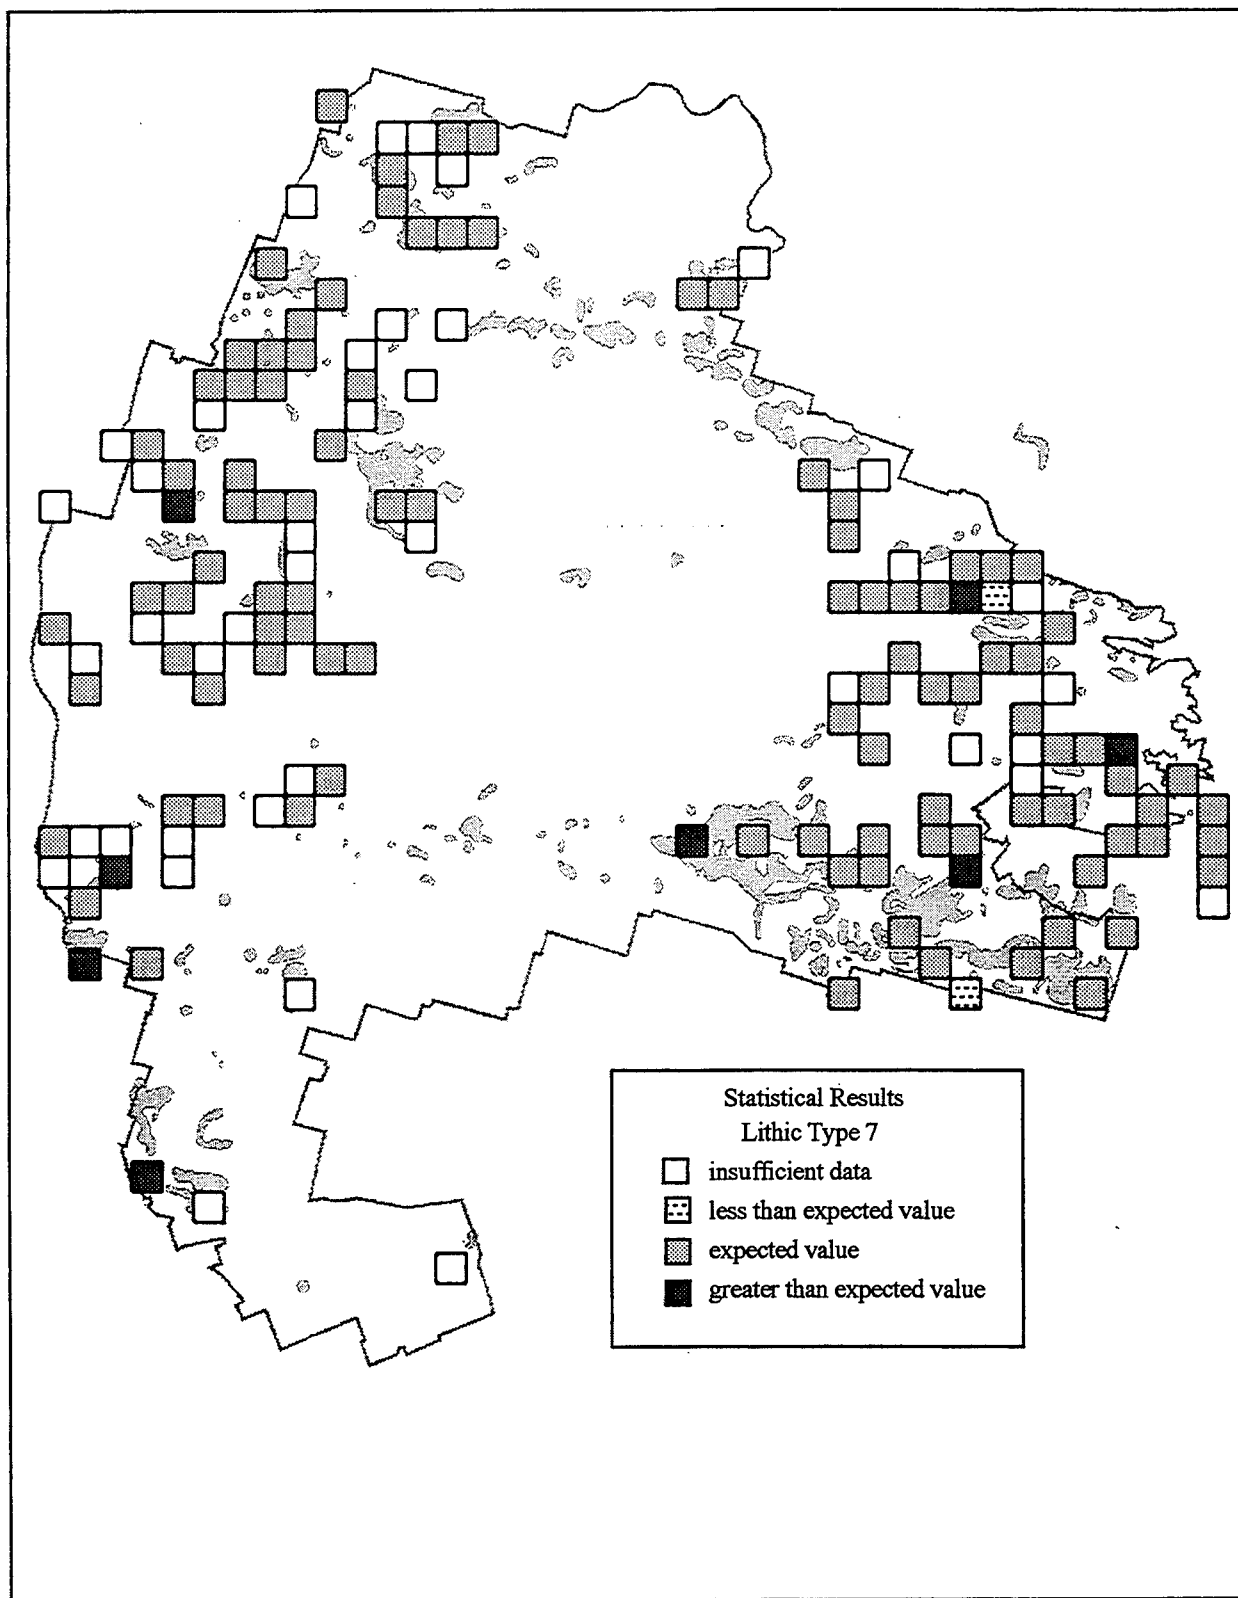 Statistical Results
Lithic Type 7
insufficient data
less than expected value
expected value
greater than expected value